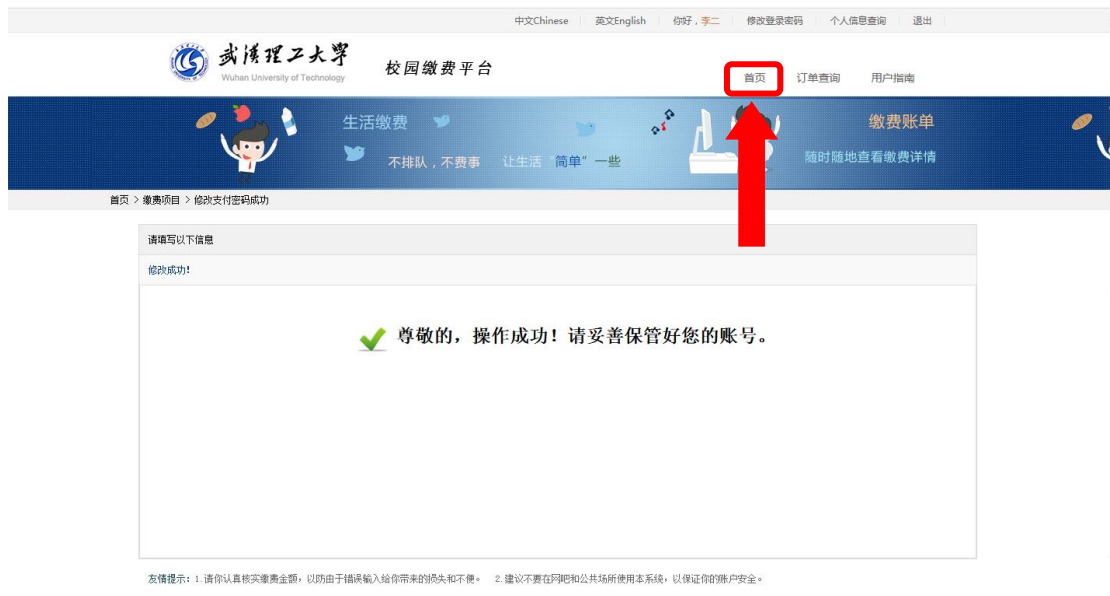 中文Chinese 英文English 你好，李二 修改登录密码 个人信息查询 退出
武汉理工大学
Wuhan University of Technology
校园缴费平台
首页 订单查询 用户指南
生活缴费
不排队，不费事 让生活“简单”一些
缴费账单
随时随地查看缴费详情
首页 > 缴费项目 > 修改支付密码成功
请填写以下信息
修改成功！
尊敬的，操作成功！请妥善保管好您的账号。
友情提示：1.请你认真核实缴费金额，以防由于错误输入给你带来的损失和不便。 2.建议不要在网吧和公共场所使用本系统，以保证你的账户安全。